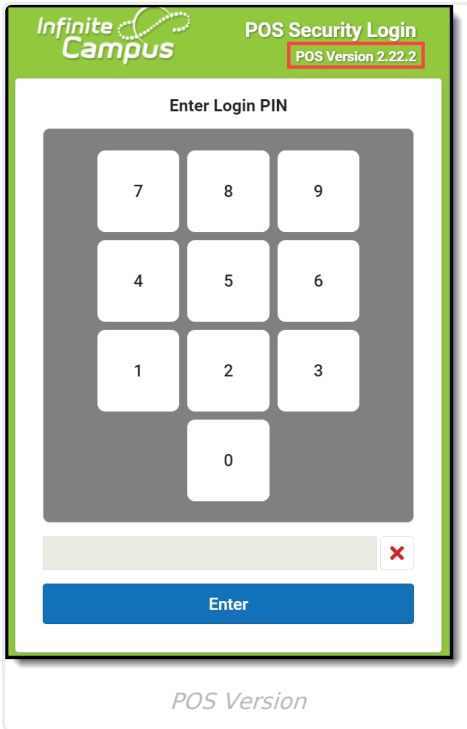 Infinite Campus
POS Security Login
POS Version 2.22.2
Enter Login PIN
7 8 9
4 5 6
1 2 3
0
Enter
POS Version